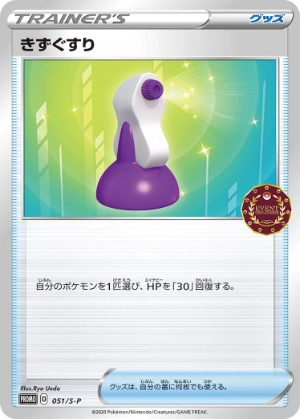 TRAINER'S
グッズ
きずぐすり
EVENT
自分のポケモンを1匹選び、HPを「30」回復する。
Illus.Ryo Ueda
PROMO D 051/S-P
グッズは、自分の番に何枚でも使える。
©2020 Pokémon/Nintendo/Creatures/GAME FREAK.